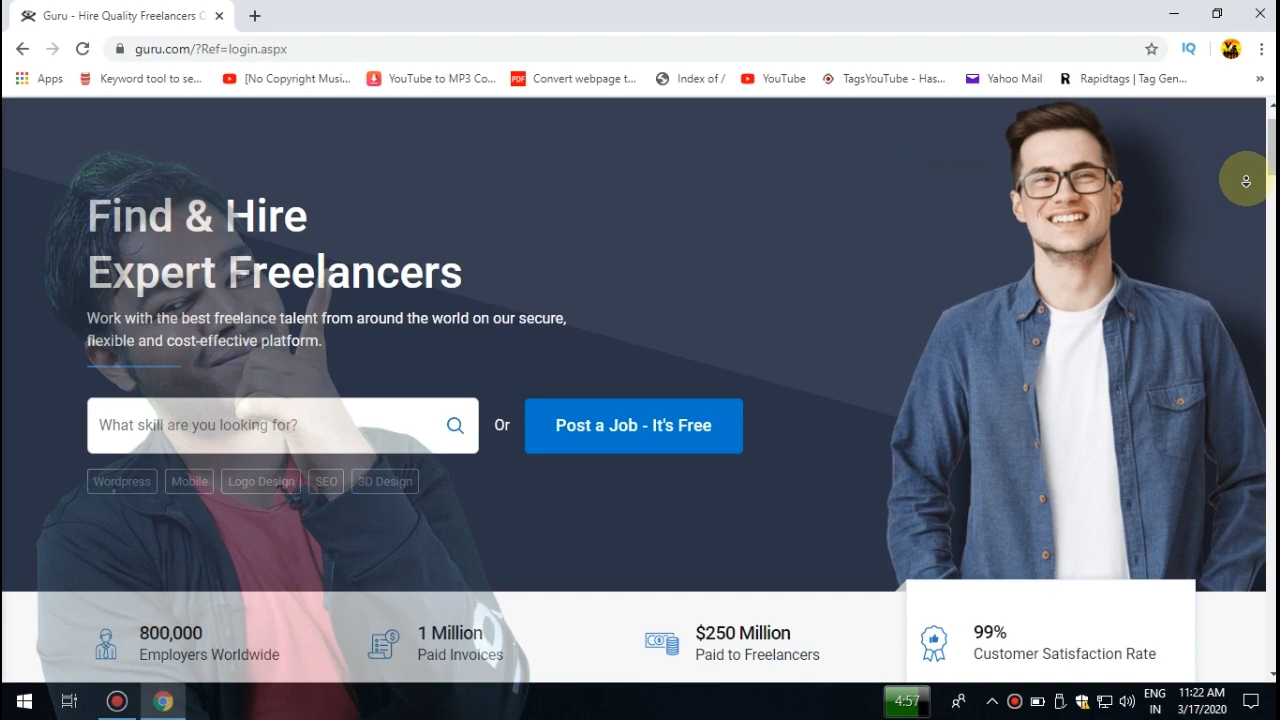 Guru - Hire Quality Freelancers
guru.com/?Ref=login.aspx
Apps
Keyword tool to se...
[No Copyright Musi...
YouTube to MP3 Co...
PDF
Convert webpage t...
Index of /
YouTube
TagsYouTube - Has...
Yahoo Mail
R
Rapidtags | Tag Gen...
»
IQ
Find & Hire
Expert Freelancers
Work with the best freelance talent from around the world on our secure,
flexible and cost-effective platform.
What skill are you looking for?
Or
Post a Job - It's Free
Wordpress
Mobile
Logo Design
SEO
3D Design
800,000
Employers Worldwide
1 Million
Paid Invoices
$250 Million
Paid to Freelancers
99%
Customer Satisfaction Rate
4:57
ENG
IN
11:22 AM
3/17/2020